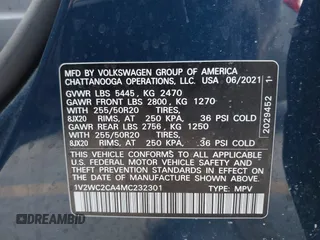 MFD BY VOLKSWAGEN GROUP OF AMERICA
CHATTANOOGA OPERATIONS, LLC. USA 06/2021
GVWR LBS 5445, KG 2470
GAWR FRONT LBS 2800, KG 1270
WITH 255/50R20 TIRES,
8JX20 RIMS, AT 250 KPA, 36 PSI COLD
GAWR REAR LBS 2756, KG 1250
WITH 255/50R20 TIRES,
8JX20 RIMS, AT 250 KPA, 36 PSI COLD
THIS VEHICLE CONFORMS TO ALL APPLICABLE
U.S. FEDERAL MOTOR VEHICLE SAFETY AND
THEFT PREVENTION STANDARDS IN EFFECT ON
THE DATE OF MANUFACTURE SHOWN ABOVE.
1V2WC2CA4MC232301 TYPE: MPV
2029452
DREAMBID